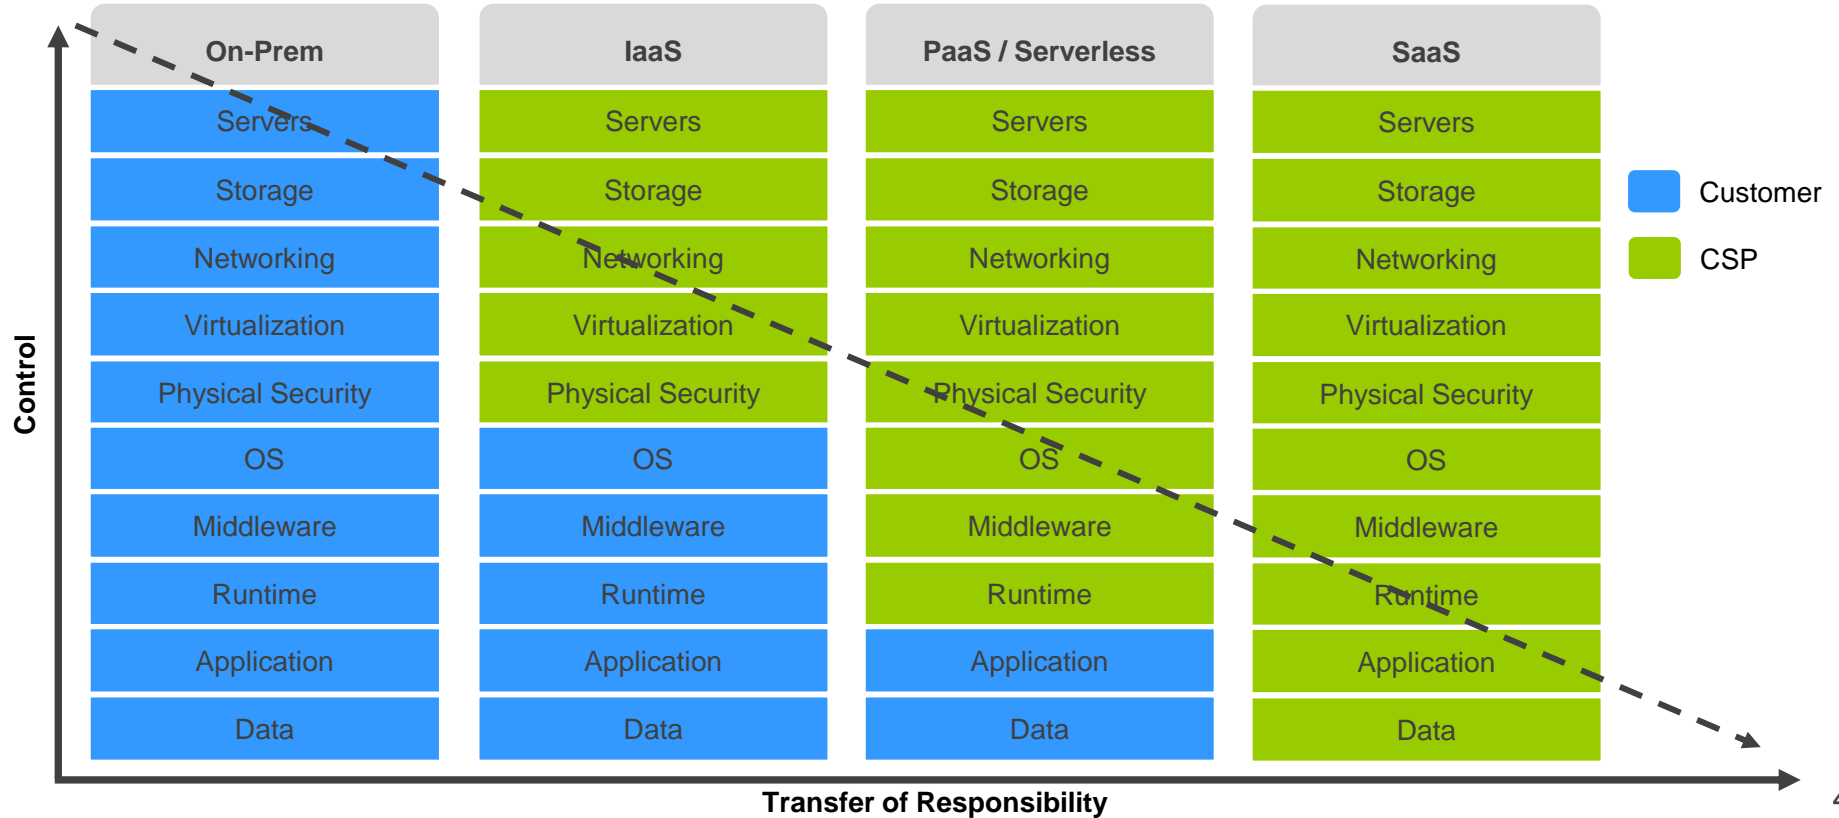 On-Prem
IaaS
PaaS / Serverless
SaaS
Servers
Servers
Servers
Servers
Storage
Storage
Storage
Storage
Networking
Networking
Networking
Networking
Virtualization
Virtualization
Virtualization
Virtualization
Physical Security
Physical Security
Physical Security
Physical Security
OS
OS
OS
OS
Middleware
Middleware
Middleware
Middleware
Runtime
Runtime
Runtime
Runtime
Application
Application
Application
Application
Data
Data
Data
Data
Customer
CSP
Control
Transfer of Responsibility